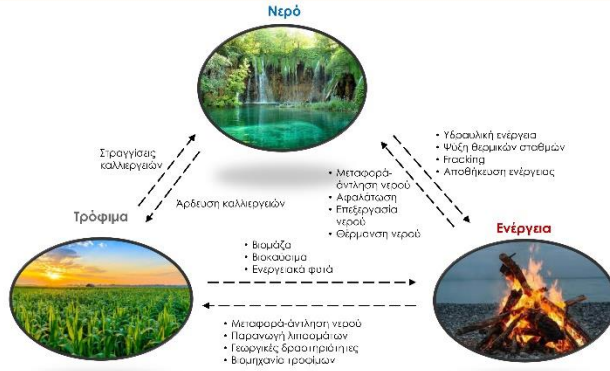 Νερό
Στραγγίσεις
καλλιεργειών
• Υδραυλική ενέργεια
• Ψύξη θερμικών σταθμών
• Fracking
• Αποθήκευση ενέργειας
• Μεταφορά-
άντληση νερού
• Αφαλάτωση
• Επεξεργασία
νερού
• Θέρμανση νερού
Άρδευση καλλιεργειών
Τρόφιμα
Ενέργεια
• Βιομάζα
• Βιοκαύσιμα
• Ενεργειακά φυτά
• Μεταφορά-άντληση νερού
• Παραγωγή λιπασμάτων
• Γεωργικές δραστηριότητες
• Βιομηχανία τροφίμων